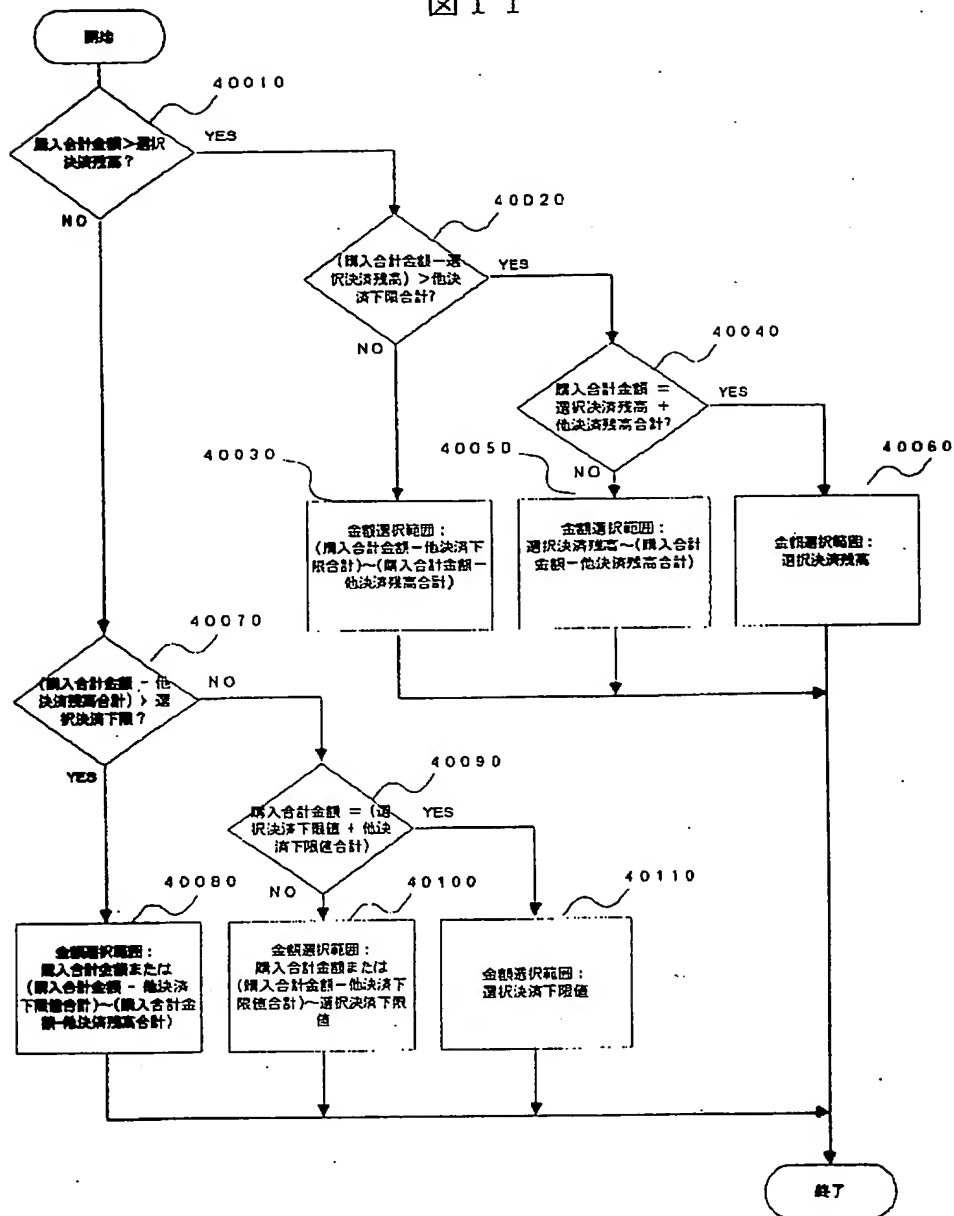 図11
開始
40010
購入合計金額>選択
決済残高?
YES
NO
40020
(購入合計金額-選
択決済残高) >他決
済下限合計?
YES
NO
40040
購入合計金額 =
選択決済残高 +
他決済残高合計?
YES
NO
40030
金額選択範囲:
(購入合計金額-他決済下
限合計)~(購入合計金額-
他決済残高合計)
40050
金額選択範囲:
選択決済残高~(購入合計
金額-他決済残高合計)
40060
金額選択範囲:
選択決済残高
40070
(購入合計金額 - 他
決済残高合計) > 選
択決済下限?
NO
YES
40090
購入合計金額 = (選
択決済下限値 + 他決
済下限値合計)
YES
NO
40080
金額選択範囲:
購入合計金額または
(購入合計金額 - 他決済
下限値合計)~(購入合計金
額-他決済残高合計)
40100
金額選択範囲:
購入合計金額または
(購入合計金額-他決済下
限値合計)~選択決済下限
値
40110
金額選択範囲:
選択決済下限値
終了